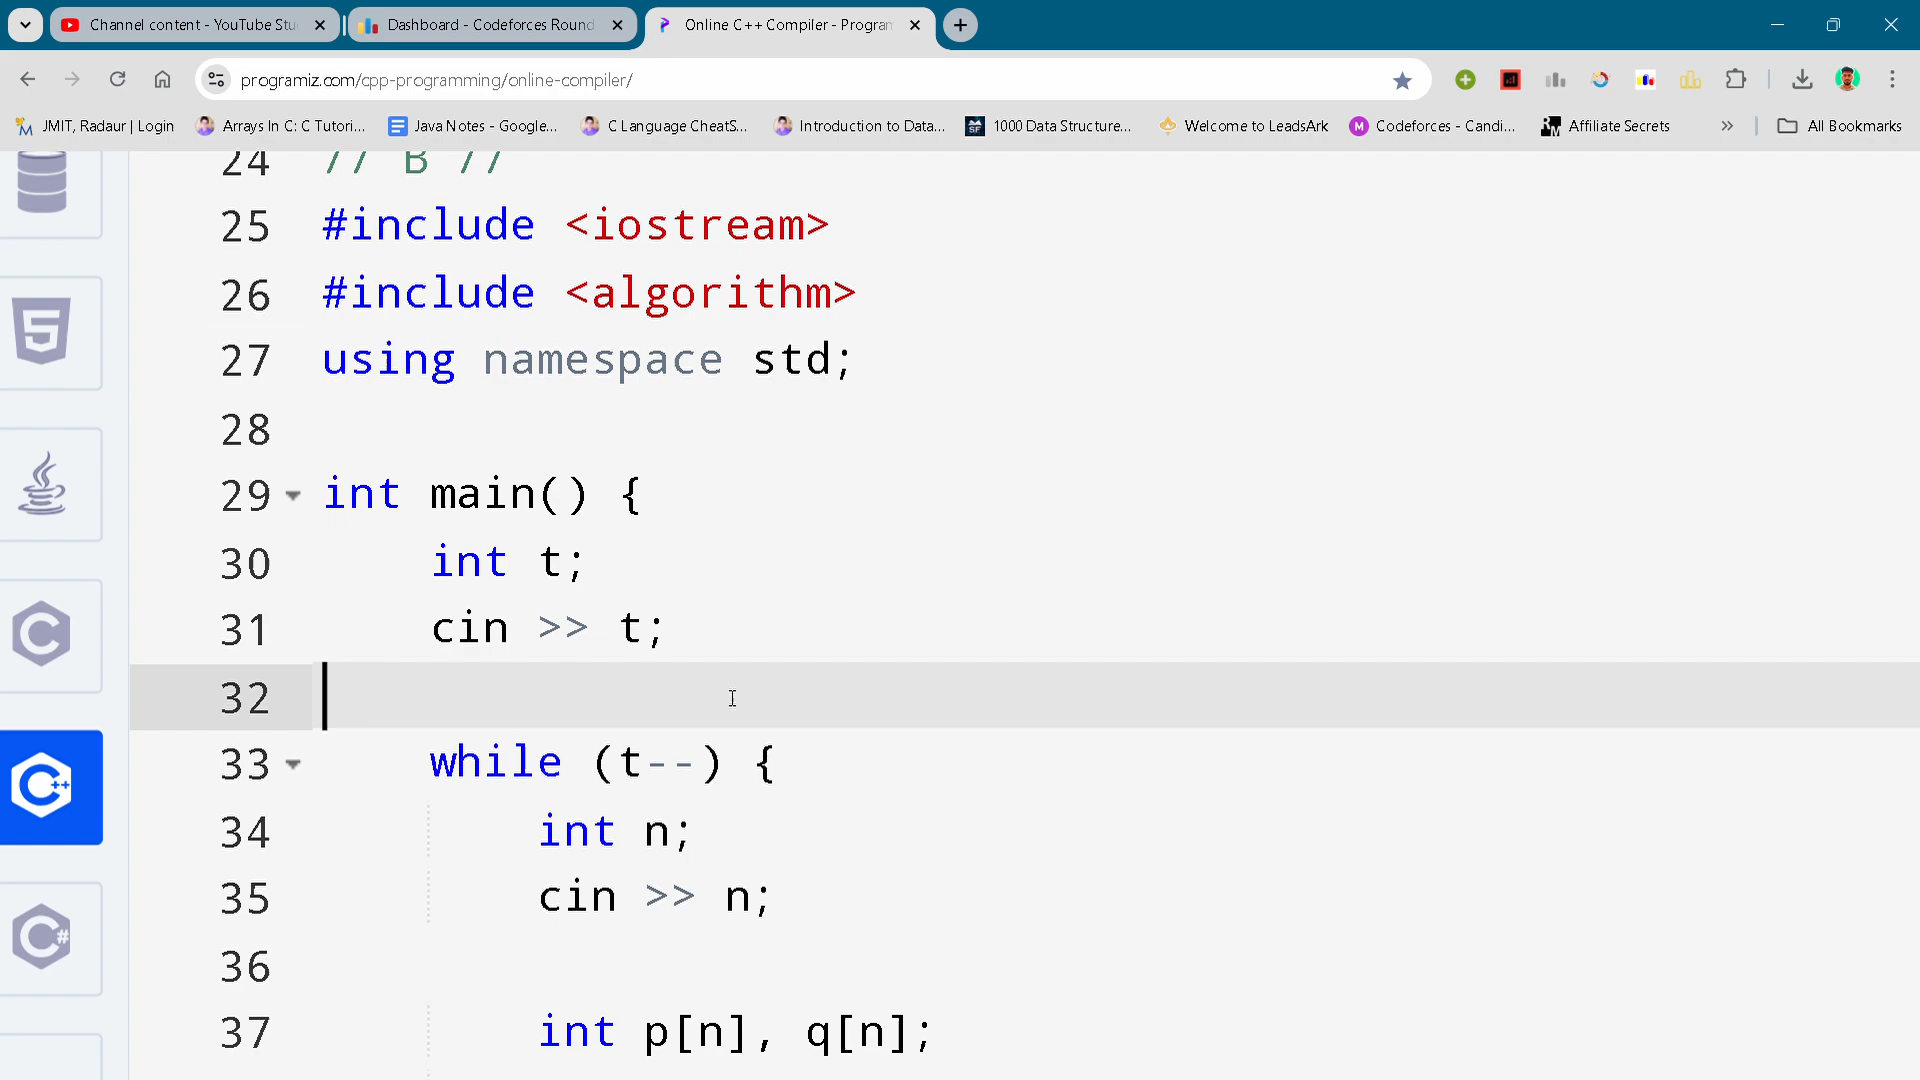 Channel content - YouTube Stu
Dashboard - Codeforces Round
Online C++ Compiler - Program
programiz.com/cpp-programming/online-compiler/
JMIT, Radaur | Login
Arrays In C: C Tutori...
Java Notes - Google...
C Language CheatS...
Introduction to Data...
1000 Data Structure...
Welcome to LeadsArk
Codeforces - Candi...
Affiliate Secrets
All Bookmarks
24 // B //
25 #include <iostream>
26 #include <algorithm>
27 using namespace std;
28
29 int main() {
30 int t;
31 cin >> t;
32
33 while (t--) {
34 int n;
35 cin >> n;
36
37 int p[n], q[n];